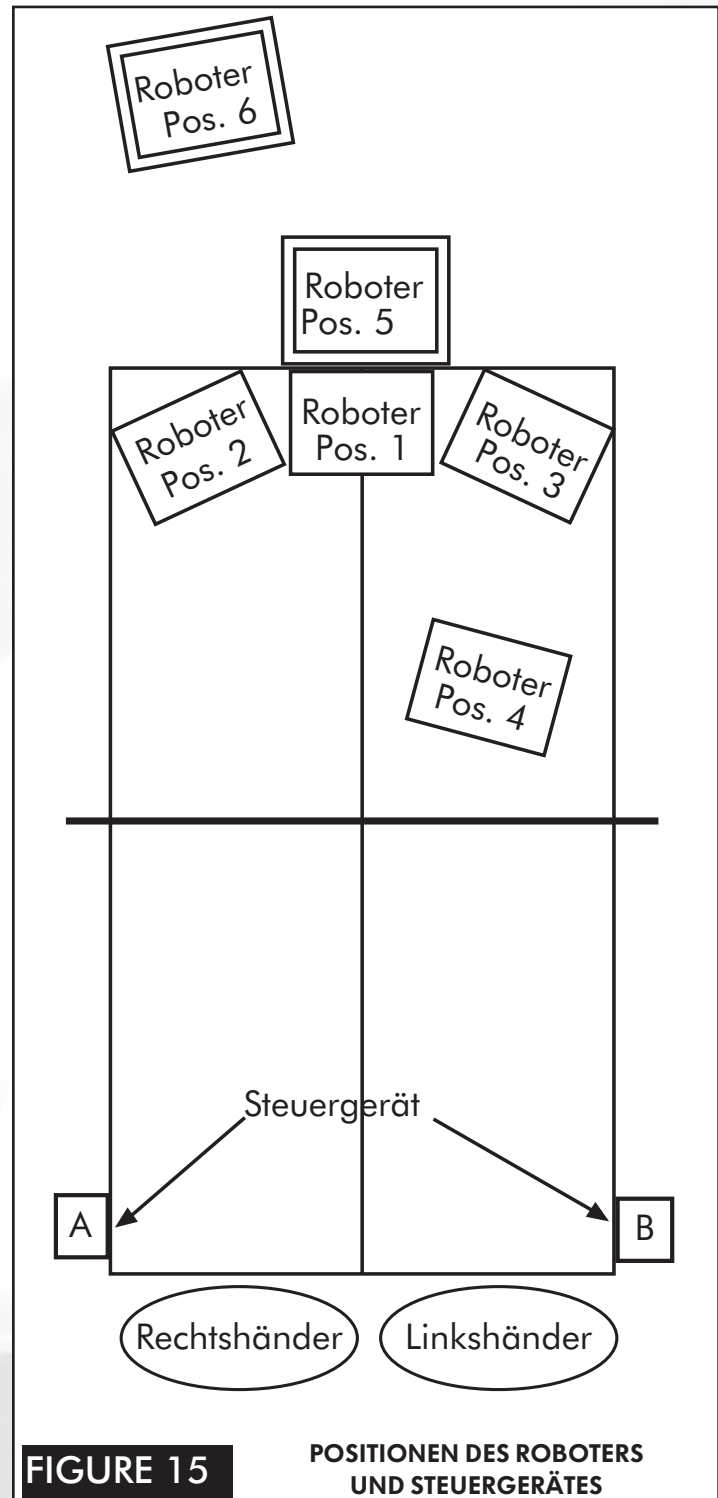 Roboter
Pos. 6
Roboter
Pos. 5
Roboter
Pos. 2
Roboter
Pos. 1
Roboter
Pos. 3
Roboter
Pos. 4
Steuergerät
A
B
Rechtshänder
Linkshänder
FIGURE 15
POSITIONEN DES ROBOTERS
UND STEUERGERÄTES